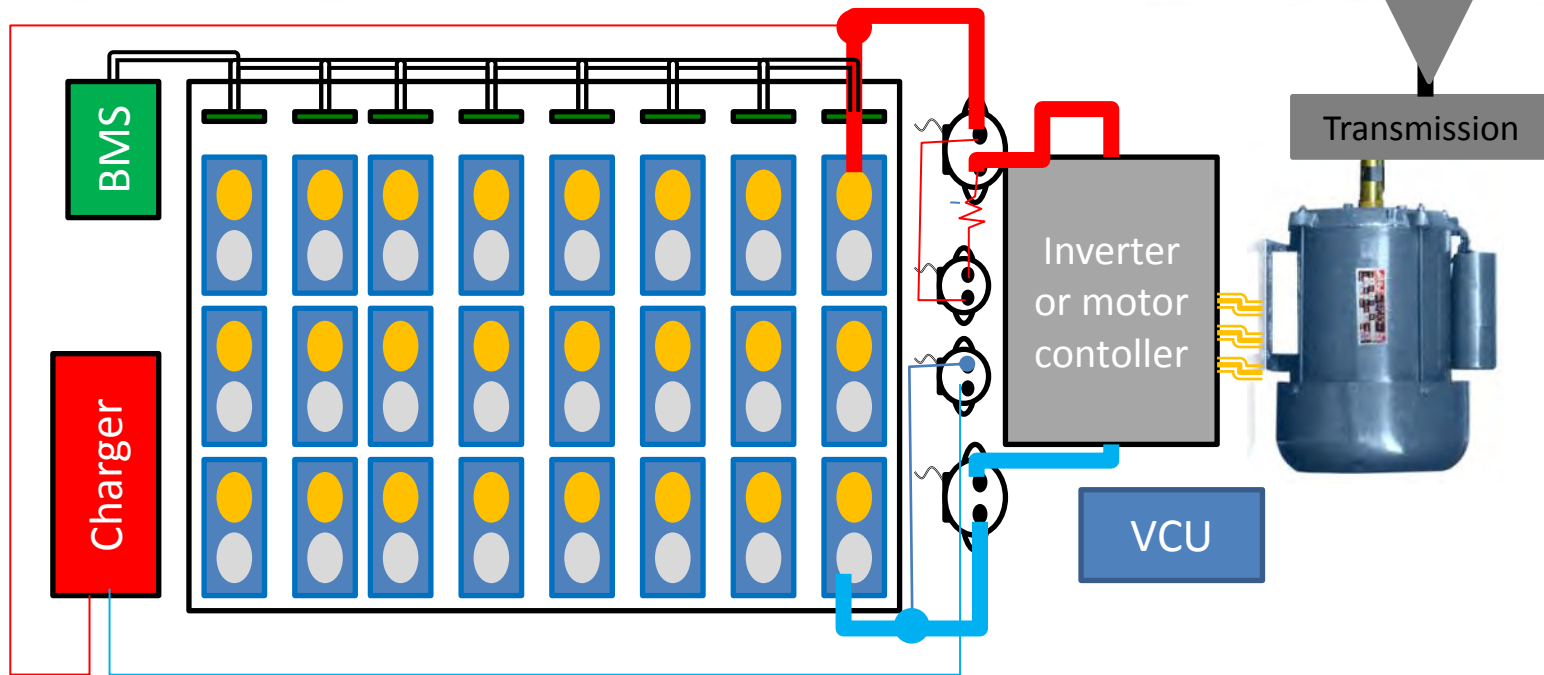 BMS
Charger
Inverter
or motor
contoller
Transmission
VCU